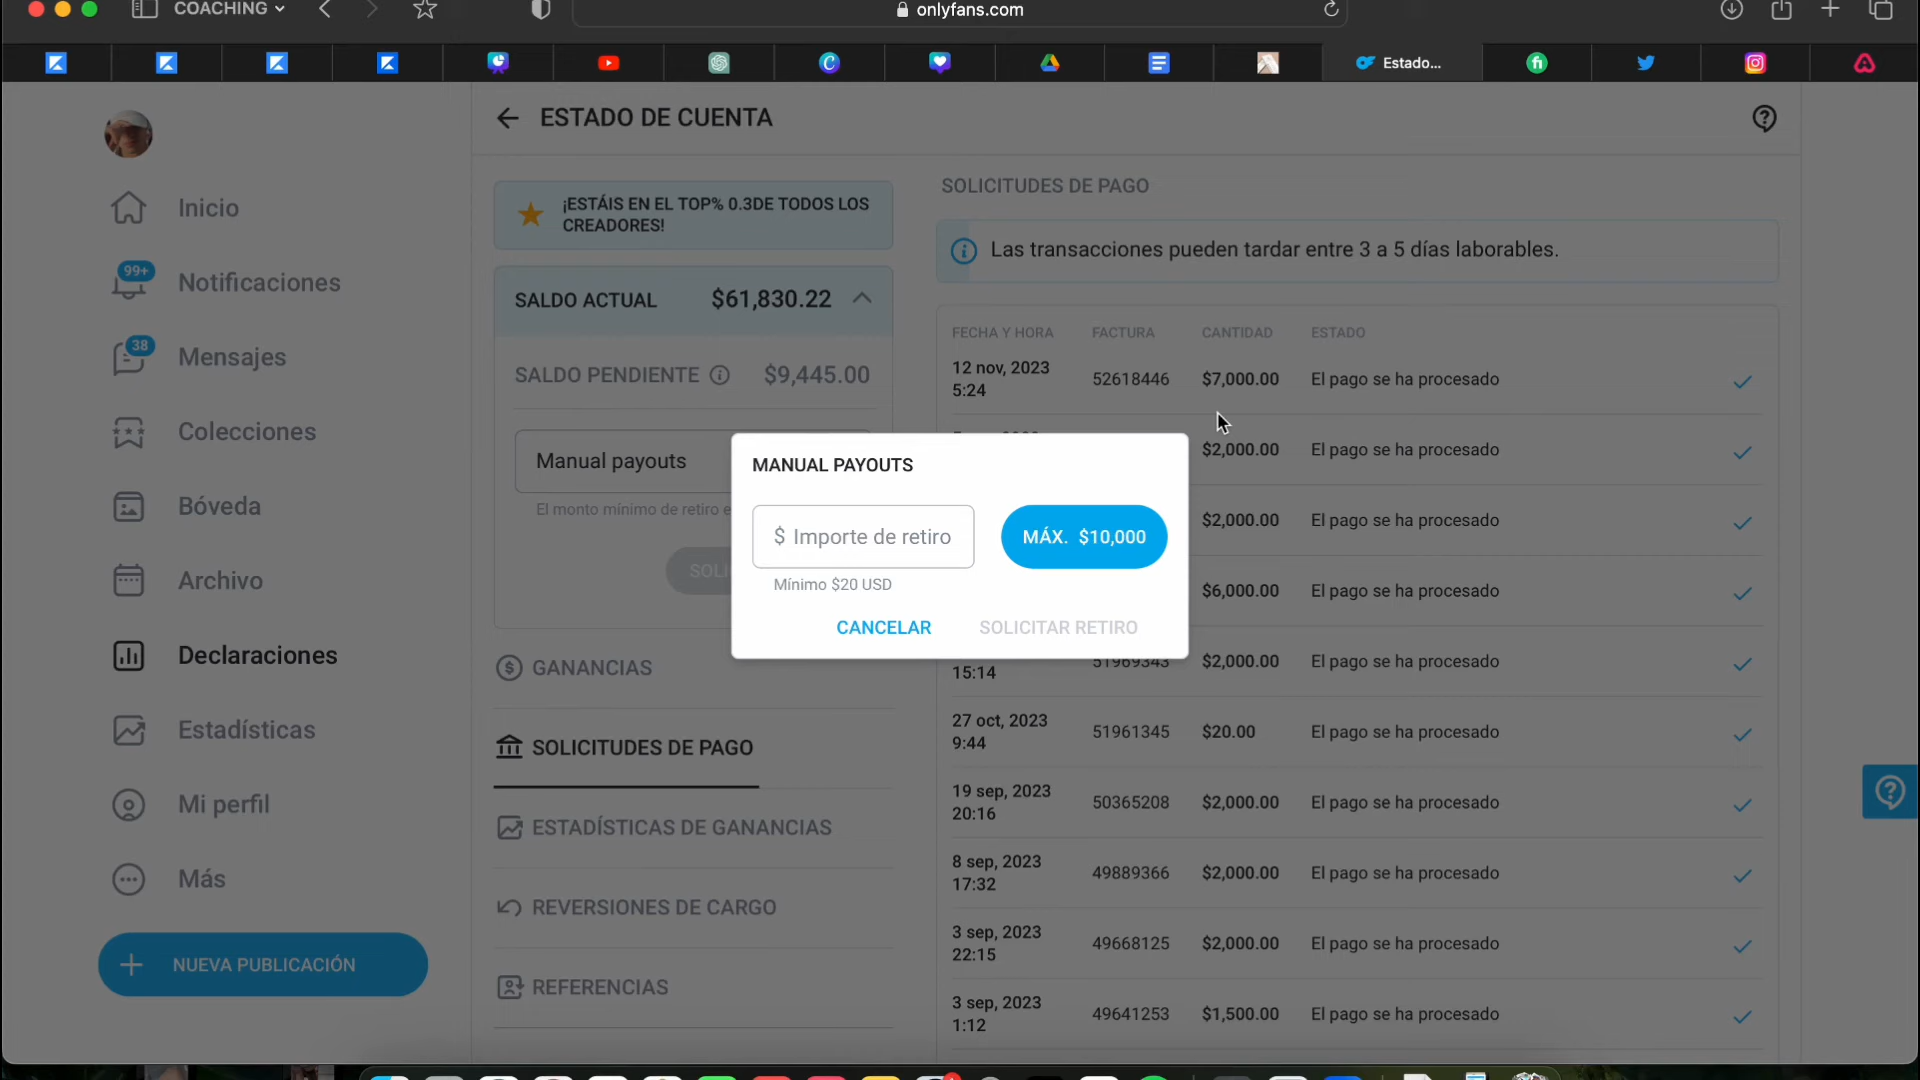 COACHING
onlyfans.com
Estado...
ESTADO DE CUENTA
Inicio
99+
Notificaciones
38
Mensajes
Colecciones
Bóveda
Archivo
Declaraciones
Estadísticas
Mi perfil
Más
NUEVA PUBLICACIÓN
¡ESTÁIS EN EL TOP% 0.3DE TODOS LOS
CREADORES!
SALDO ACTUAL $61,830.22
SALDO PENDIENTE $9,445.00
Manual payouts
El monto mínimo de retiro e
SOLI
GANANCIAS
SOLICITUDES DE PAGO
ESTADÍSTICAS DE GANANCIAS
REVERSIONES DE CARGO
REFERENCIAS
MANUAL PAYOUTS
$ Importe de retiro
MÁX. $10,000
Mínimo $20 USD
CANCELAR
SOLICITAR RETIRO
SOLICITUDES DE PAGO
Las transacciones pueden tardar entre 3 a 5 días laborables.
FECHA Y HORA FACTURA CANTIDAD ESTADO
12 nov, 2023
5:24 52618446 $7,000.00 El pago se ha procesado
$2,000.00 El pago se ha procesado
$2,000.00 El pago se ha procesado
$6,000.00 El pago se ha procesado
15:14 51969343 $2,000.00 El pago se ha procesado
27 oct, 2023
9:44 51961345 $20.00 El pago se ha procesado
19 sep, 2023
20:16 50365208 $2,000.00 El pago se ha procesado
8 sep, 2023
17:32 49889366 $2,000.00 El pago se ha procesado
3 sep, 2023
22:15 49668125 $2,000.00 El pago se ha procesado
3 sep, 2023
1:12 49641253 $1,500.00 El pago se ha procesado